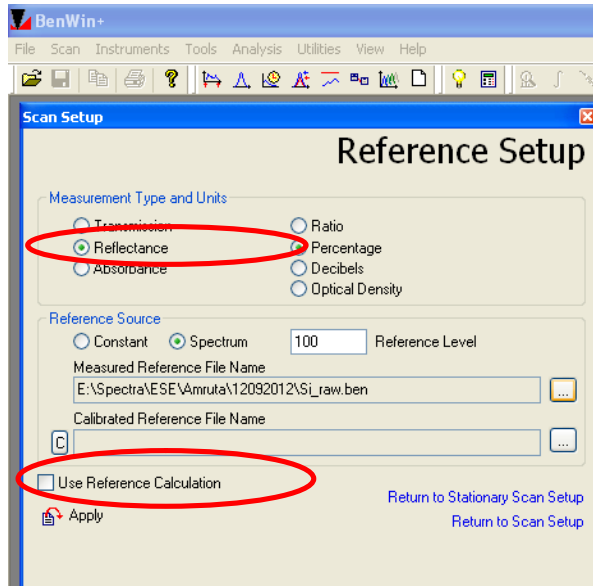 BenWin+
File Scan Instruments Tools Analysis Utilities View Help
Scan Setup
Reference Setup
Measurement Type and Units
Transmission Ratio
Reflectance Percentage
Absorbance Decibels
Optical Density
Reference Source
Constant Spectrum 100 Reference Level
Measured Reference File Name
E:\Spectra\ESE\Amruta\12092012\Si_raw.ben ...
Calibrated Reference File Name
C ...
Use Reference Calculation
Return to Stationary Scan Setup
Apply Return to Scan Setup